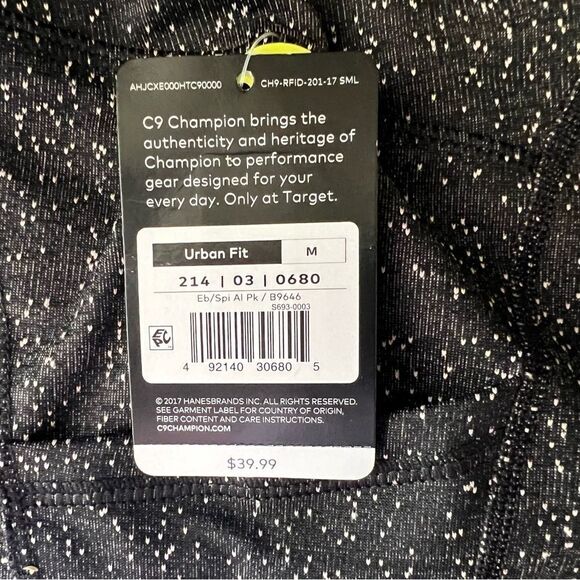 AHJCXE000HTC90000 CH9-RFID-201-17 SML
C9 Champion brings the
authenticity and heritage of
Champion to performance
gear designed for your
every day. Only at Target.
Urban Fit M
214 | 03 | 0680
Eb/Spi Al Pk / B9646
S693-0003
4 92140 30680 5
© 2017 HANESBRANDS INC. ALL RIGHTS RESERVED.
SEE GARMENT LABEL FOR COUNTRY OF ORIGIN,
FIBER CONTENT AND CARE INSTRUCTIONS.
C9CHAMPION.COM
$39.99